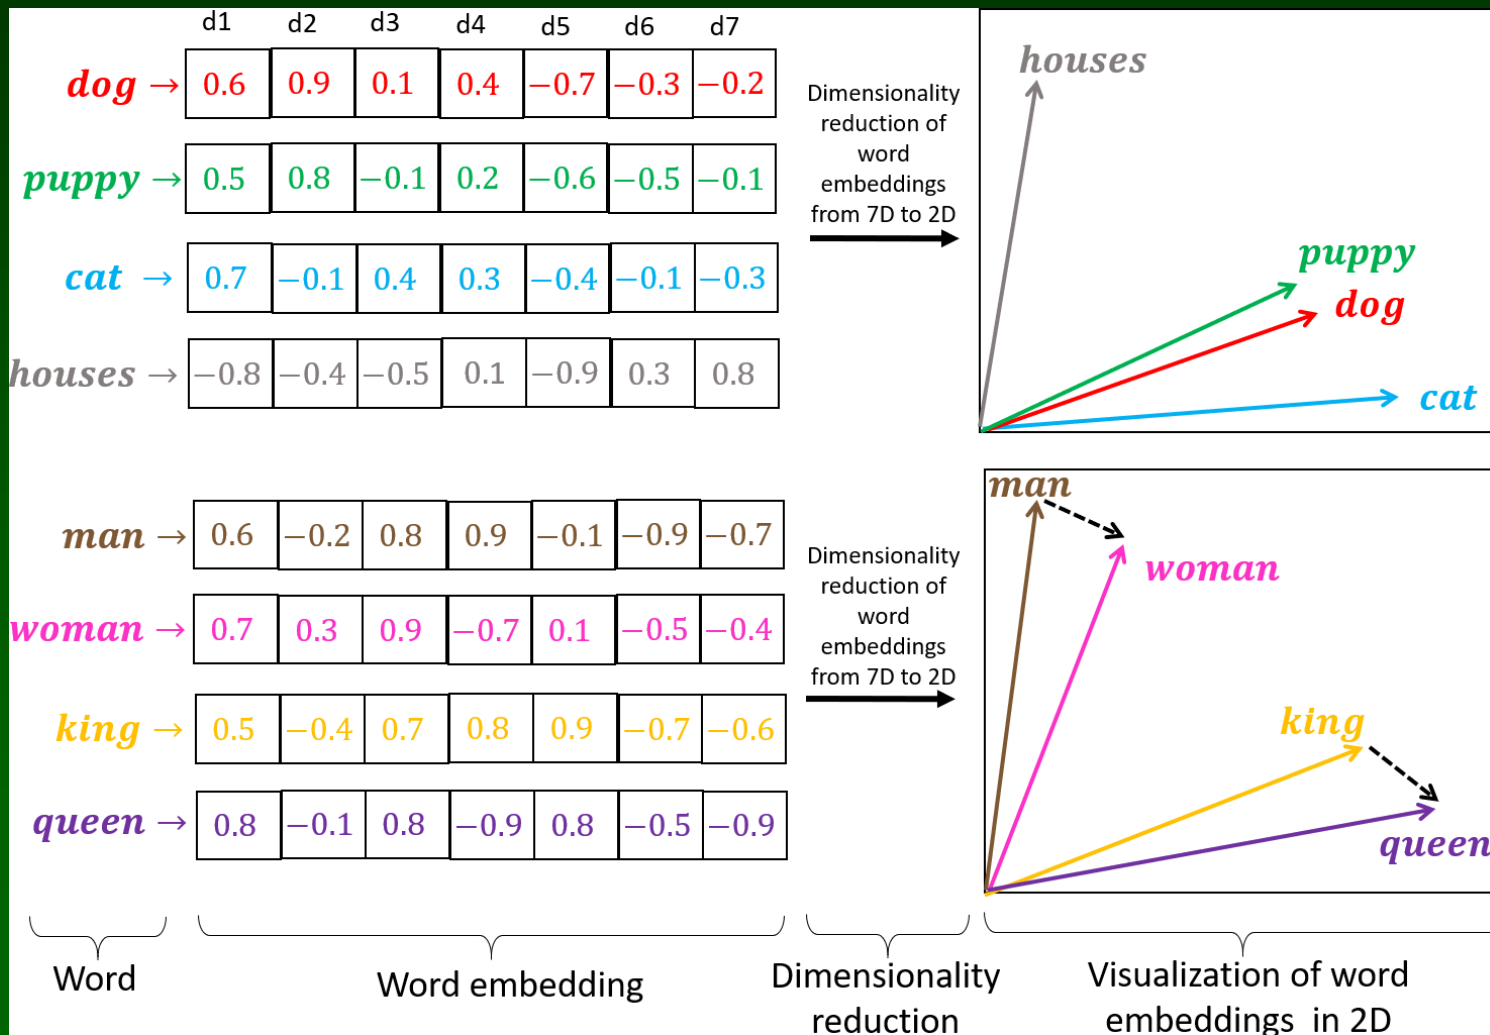 d1 d2 d3 d4 d5 d6 d7
dog → 0.6 0.9 0.1 0.4 −0.7 −0.3 −0.2
puppy → 0.5 0.8 −0.1 0.2 −0.6 −0.5 −0.1
cat → 0.7 −0.1 0.4 0.3 −0.4 −0.1 −0.3
houses → −0.8 −0.4 −0.5 0.1 −0.9 0.3 0.8
Dimensionality
reduction of
word
embeddings
from 7D to 2D
houses
puppy
dog
cat
man → 0.6 −0.2 0.8 0.9 −0.1 −0.9 −0.7
woman → 0.7 0.3 0.9 −0.7 0.1 −0.5 −0.4
king → 0.5 −0.4 0.7 0.8 0.9 −0.7 −0.6
queen → 0.8 −0.1 0.8 −0.9 0.8 −0.5 −0.9
Dimensionality
reduction of
word
embeddings
from 7D to 2D
man
woman
king
queen
Word
Word embedding
Dimensionality
reduction
Visualization of word
embeddings in 2D